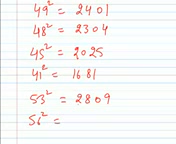 49² = 2401
48² = 2304
45² = 2025
41² = 1681
53² = 2809
56² =